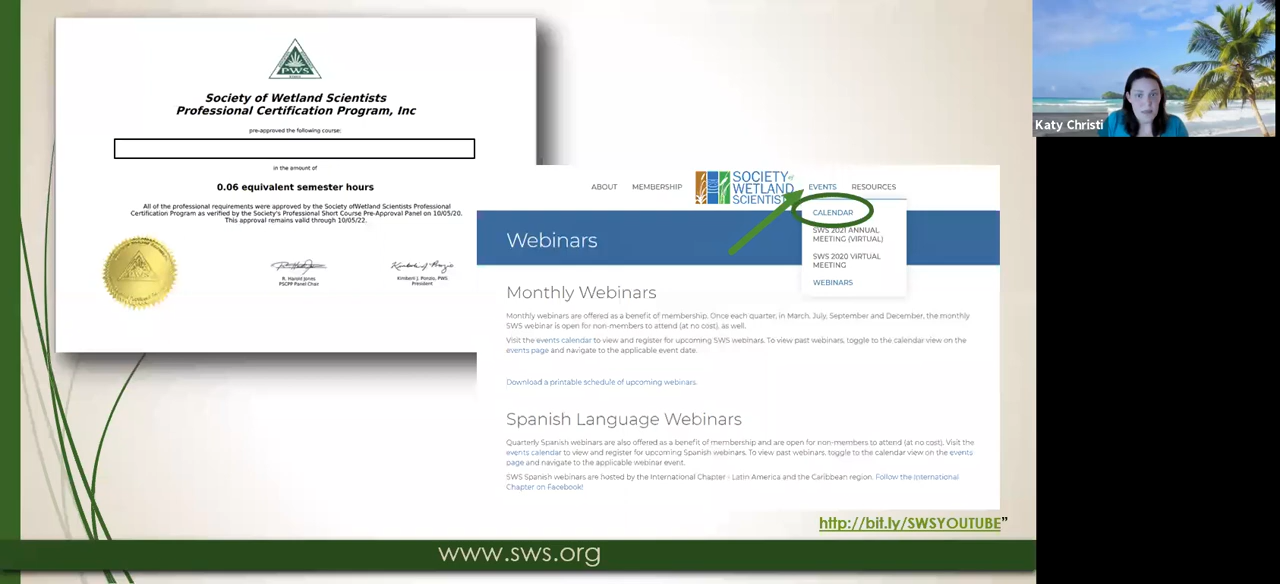 PWS
Society of Wetland Scientists
Professional Certification Program, Inc
pre-approved the following course:
in the amount of
0.06 equivalent semester hours
All of the professional requirements were approved by the Society ofWetland Scientists Professional
Certification Program as verified by the Society's Professional Short Course Pre-Approval Panel on 10/05/20.
This approval remains valid through 10/05/22.
R. Harold Jones
PSCPP Panel Chair
Kimberli J. Ponzio, PWS
President
ABOUT
MEMBERSHIP
SOCIETY of
WETLAND
SCIENTISTS
EVENTS
RESOURCES
CALENDAR
SWS 2021 ANNUAL
MEETING (VIRTUAL)
SWS 2020 VIRTUAL
MEETING
WEBINARS
Webinars
Monthly Webinars
Monthly webinars are offered as a benefit of membership. Once each quarter, in March, July, September and December, the monthly
SWS webinar is open for non-members to attend (at no cost), as well.
Visit the events calendar to view and register for upcoming SWS webinars. To view past webinars, toggle to the calendar view on the
events page and navigate to the applicable event date.
Download a printable schedule of upcoming webinars.
Spanish Language Webinars
Quarterly Spanish webinars are also offered as a benefit of membership and are open for non-members to attend (at no cost). Visit the
events calendar to view and register for upcoming Spanish webinars. To view past webinars, toggle to the calendar view on the events
page and navigate to the applicable webinar event.
SWS Spanish webinars are hosted by the International Chapter - Latin America and the Caribbean region. Follow the International
Chapter on Facebook!
http://bit.ly/SWSYOUTUBE”
www.sws.org
Katy Christi